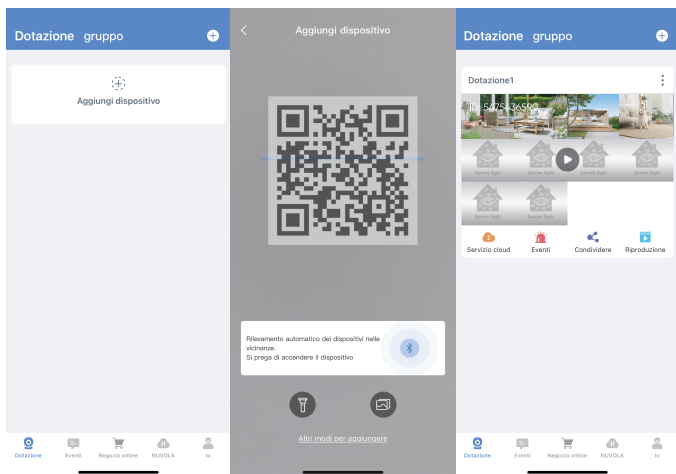 Dotazione gruppo
Aggiungi dispositivo
Dotazione
Eventi
Negozio online
NUVOLA
Io
Aggiungi dispositivo
Rilevamento automatico dei dispositivi nelle
vicinanze.
Si prega di accendere il dispositivo
Altri modi per aggiungere
Dotazione gruppo
Dotazione1
Servizio cloud
Eventi
Condividere
Riproduzione
Dotazione
Eventi
Negozio online
NUVOLA
Io